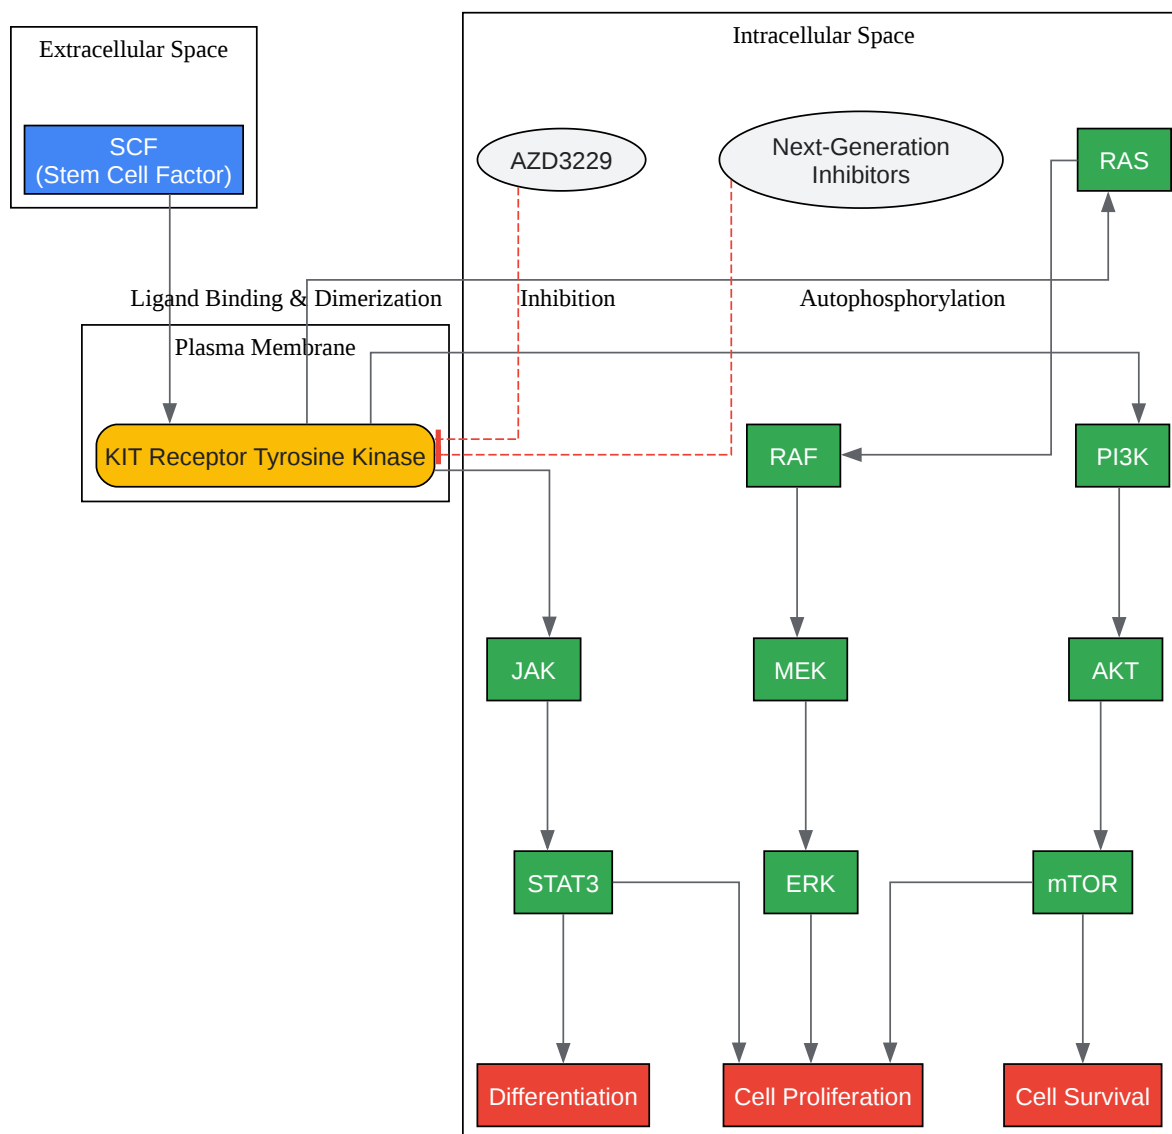 Extracellular Space
Intracellular Space
SCF
(Stem Cell Factor)
AZD3229
Next-Generation
Inhibitors
RAS
Ligand Binding & Dimerization
Inhibition
Autophosphorylation
Plasma Membrane
KIT Receptor Tyrosine Kinase
RAF
PI3K
JAK
MEK
AKT
STAT3
ERK
mTOR
Differentiation
Cell Proliferation
Cell Survival